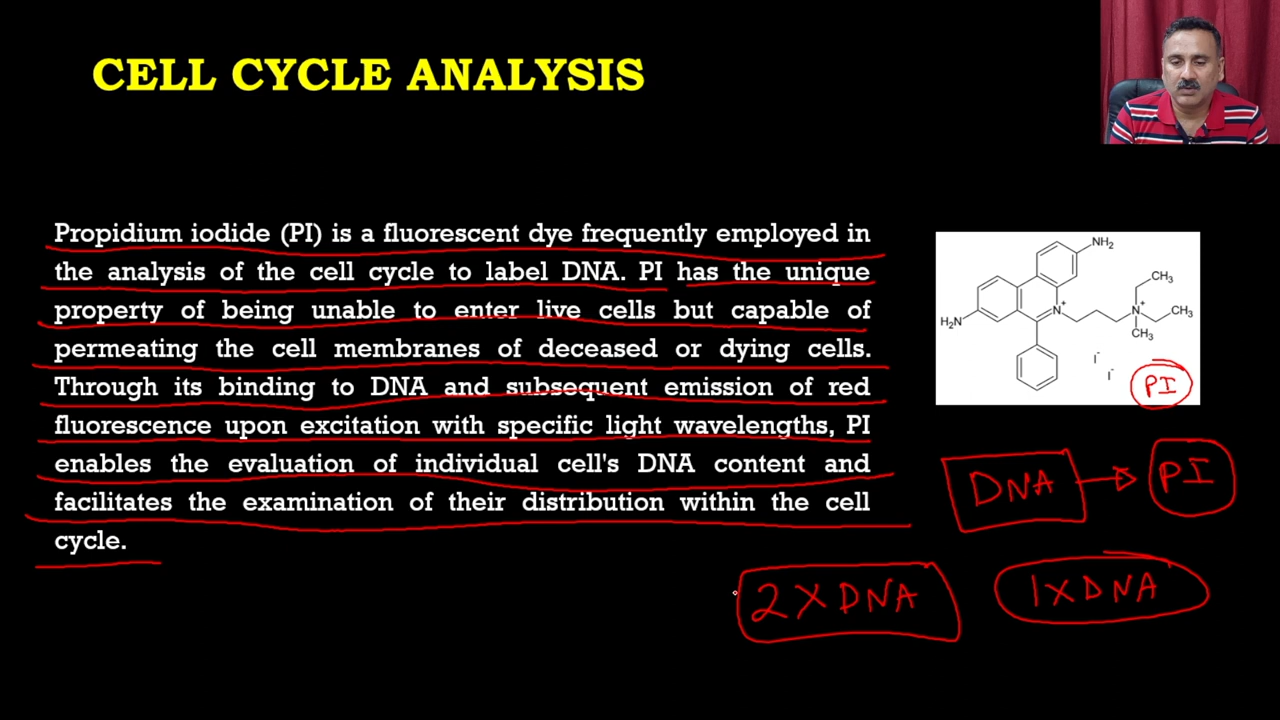 CELL CYCLE ANALYSIS
Propidium iodide (PI) is a fluorescent dye frequently employed in
the analysis of the cell cycle to label DNA. PI has the unique
property of being unable to enter live cells but capable of
permeating the cell membranes of deceased or dying cells.
Through its binding to DNA and subsequent emission of red
fluorescence upon excitation with specific light wavelengths, PI
enables the evaluation of individual cell's DNA content and
facilitates the examination of their distribution within the cell
cycle.
NH2
CH3
H2N
N+
N+
CH3
CH3
I-
I-
PI
DNA → PI
2 X DNA
1 X DNA